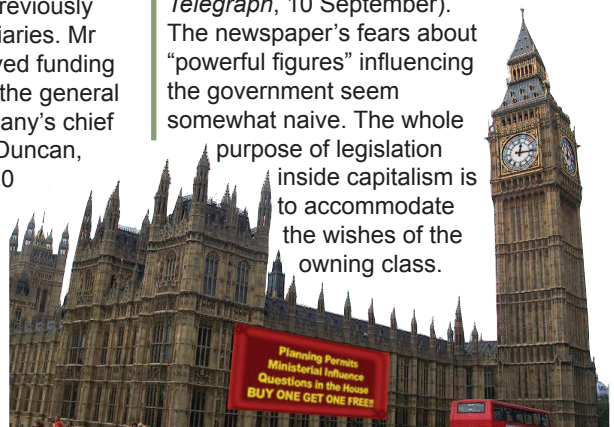 reviously
iaries. Mr
ved funding
the general
any's chief
Duncan,
0
Telegraph, 10 September).
The newspaper's fears about
“powerful figures” influencing
the government seem
somewhat naive. The whole
purpose of legislation
inside capitalism is
to accommodate
the wishes of the
owning class.
Planning Permits
Ministerial Influence
Questions in the House
BUY ONE GET ONE FREE!!